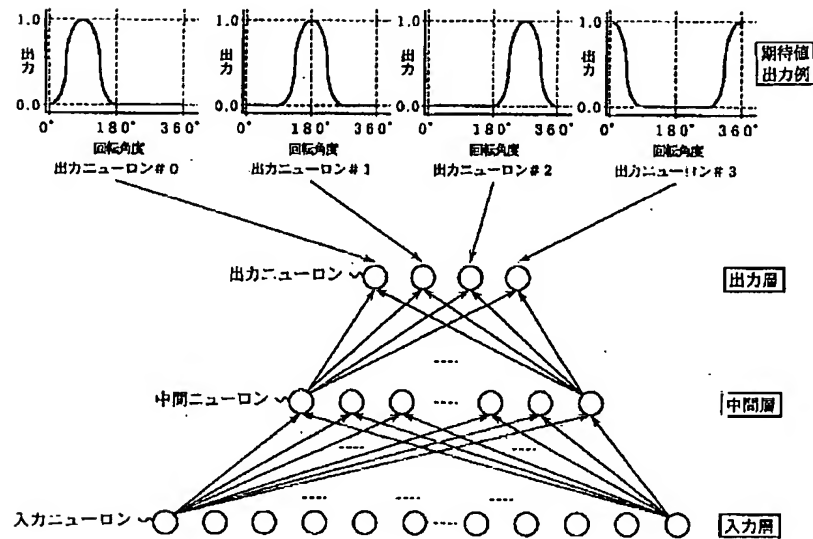 1.0
出力
0.0
0°
180°
360°
回転角度
出力ニューロン#0
1.0
出力
0.0
0°
180°
360°
回転角度
出力ニューロン#1
1.0
出力
0.0
0°
180°
360°
回転角度
出力ニューロン#2
1.0
出力
0.0
0°
180°
360°
回転角度
出力ニューロン#3
期待値
出力例
出力ニューロン
出力層
中間ニューロン
中間層
入力ニューロン
入力層